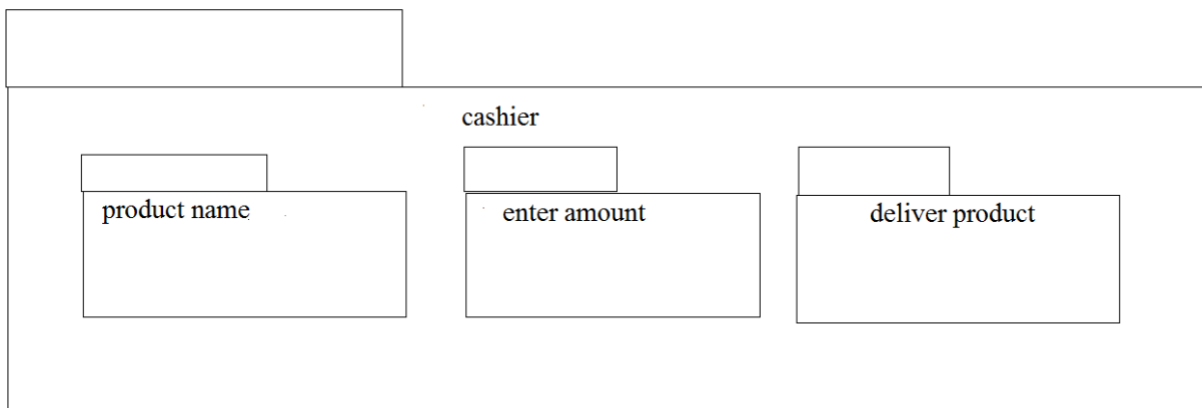 cashier
product name
enter amount
deliver product